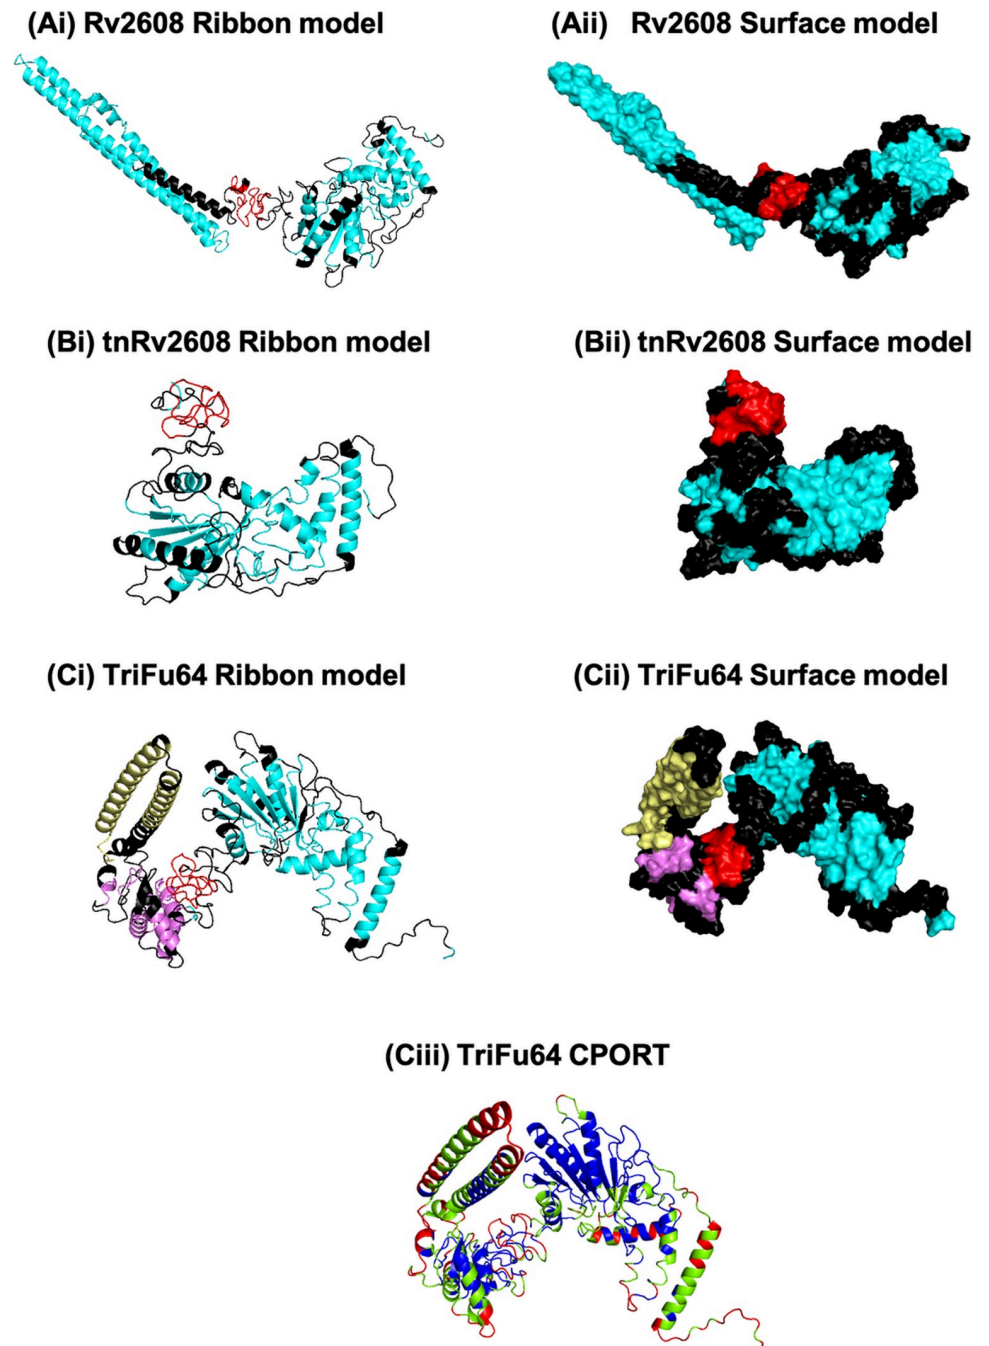 (Ai) Rv2608 Ribbon model
(Aii) Rv2608 Surface model
(Bi) tnRv2608 Ribbon model
(Bii) tnRv2608 Surface model
(Ci) TriFu64 Ribbon model
(Cii) TriFu64 Surface model
(Ciii) TriFu64 CPORT